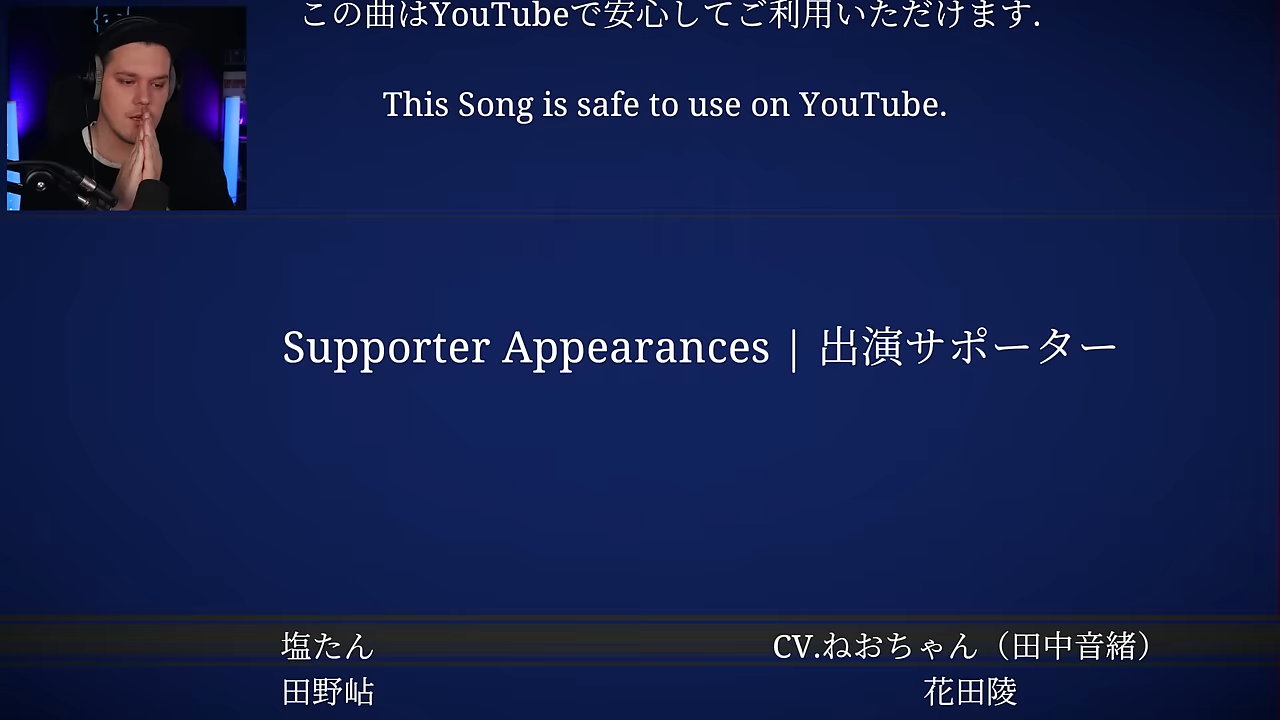 この曲はYouTubeで安心してご利用いただけます.
This Song is safe to use on YouTube.
Supporter Appearances | 出演サポーター
塩たん CV.ねおちゃん（田中音緒）
田野岵 花田陵